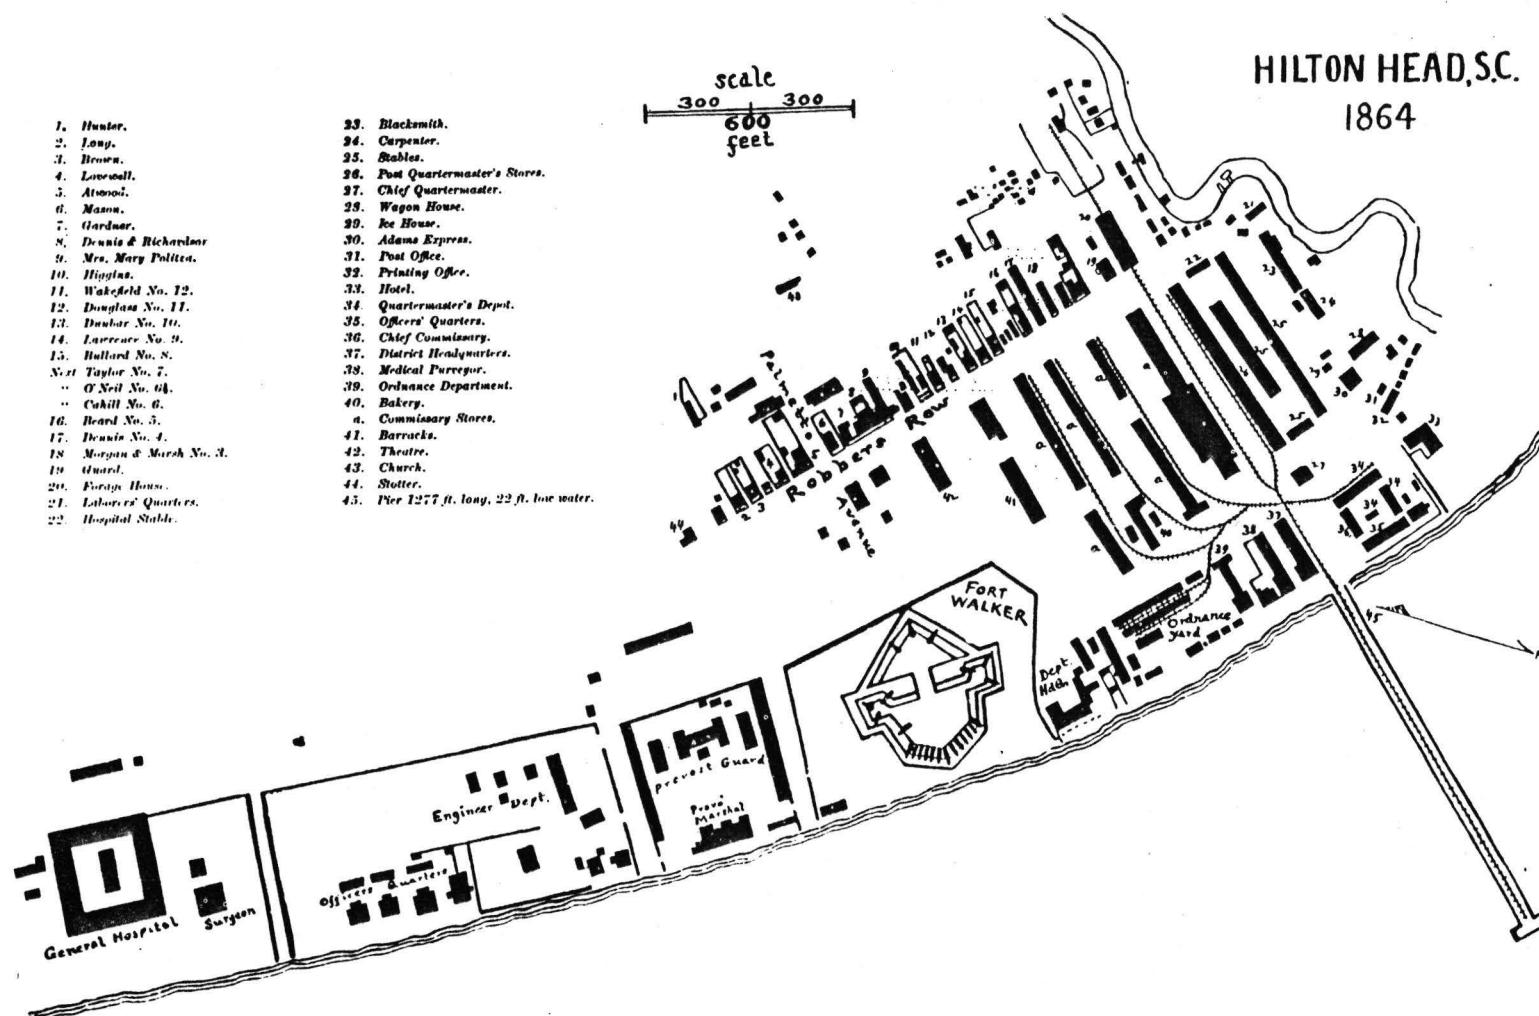 HILTON HEAD, S.C.
1864
scale
300 300
600
feet
1. Hunter.
2. Long.
3. Brown.
4. Lovewell.
5. Atwood.
6. Mason.
7. Gardner.
8. Dennis & Richardson
9. Mrs. Mary Politea.
10. Higgins.
11. Wakefield No. 12.
12. Douglass No. 11.
13. Dunbar No. 10.
14. Lawrence No. 9.
15. Bullard No. 8.
Next Taylor No. 7.
" O'Neil No. 6½.
" Cahill No. 6.
16. Beard No. 5.
17. Dennis No. 4.
18 Morgan & Marsh No. 3.
19 Guard.
20. Forage House.
21. Laborers' Quarters.
22. Hospital Stable.
23. Blacksmith.
24. Carpenter.
25. Stables.
26. Post Quartermaster's Stores.
27. Chief Quartermaster.
28. Wagon House.
29. Ice House.
30. Adams Express.
31. Post Office.
32. Printing Office.
33. Hotel.
34. Quartermaster's Depot.
35. Officers' Quarters.
36. Chief Commissary.
37. District Headquarters.
38. Medical Purveyor.
39. Ordnance Department.
40. Bakery.
a. Commissary Stores.
41. Barracks.
42. Theatre.
43. Church.
44. Stotter.
45. Pier 1277 ft. long, 22 ft. low water.
Robbers Row
Avenue
FORT
WALKER
Ordnance
yard
Dept.
Hdqtr.
prevost Guard
Provo'
Marshal
Engineer Dept.
Officers Quarters
General Hospital
Surgeon